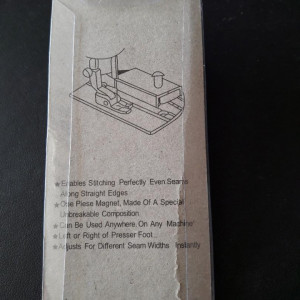 ★Enables Stitching Perfectly Even Seams
Along Straight Edges
★One Piese Magnet, Made Of A Special
Unbreakable Composition
★Can Be Used Anywhere, On Any Machine
★Left or Right of Presser Foot
★Adjusts For Different Seam Widths Instantly